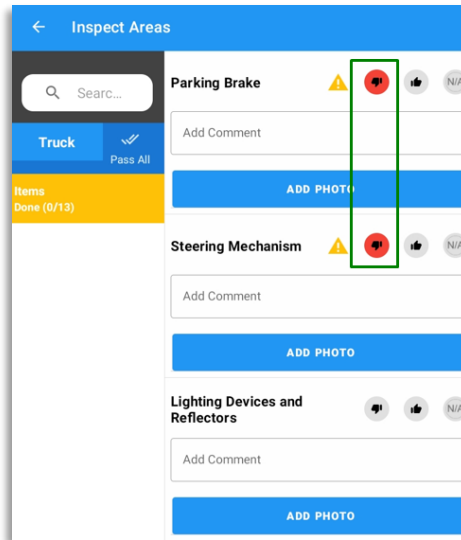 Inspect Areas
Searc...
Truck
Pass All
Items
Done (0/13)
Parking Brake
N/A
Add Comment
ADD PHOTO
Steering Mechanism
N/A
Add Comment
ADD PHOTO
Lighting Devices and
Reflectors
N/A
Add Comment
ADD PHOTO